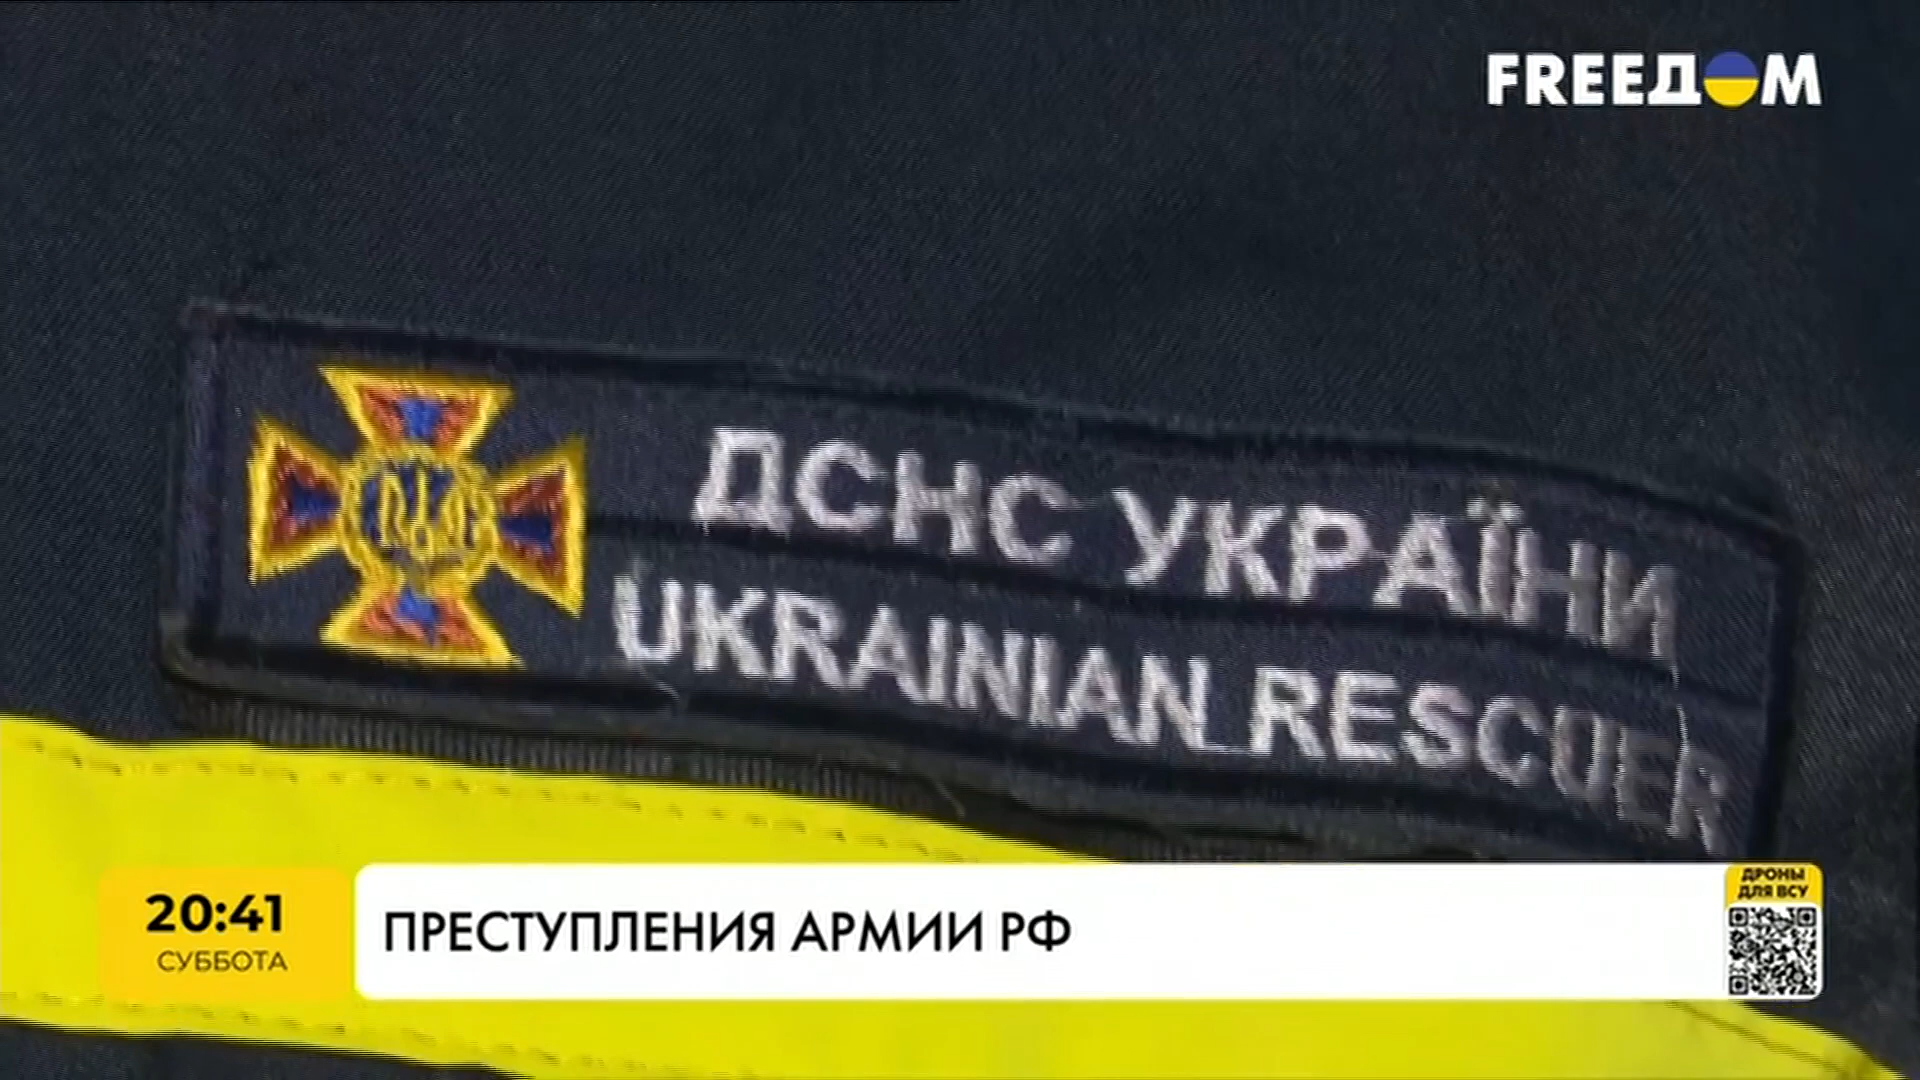 FREEДOM
ДСНС УКРАЇНИ
UKRAINIAN RESCUER
20:41
СУББОТА
ПРЕСТУПЛЕНИЯ АРМИИ РФ
ДРОНЫ
ДЛЯ ВСУ